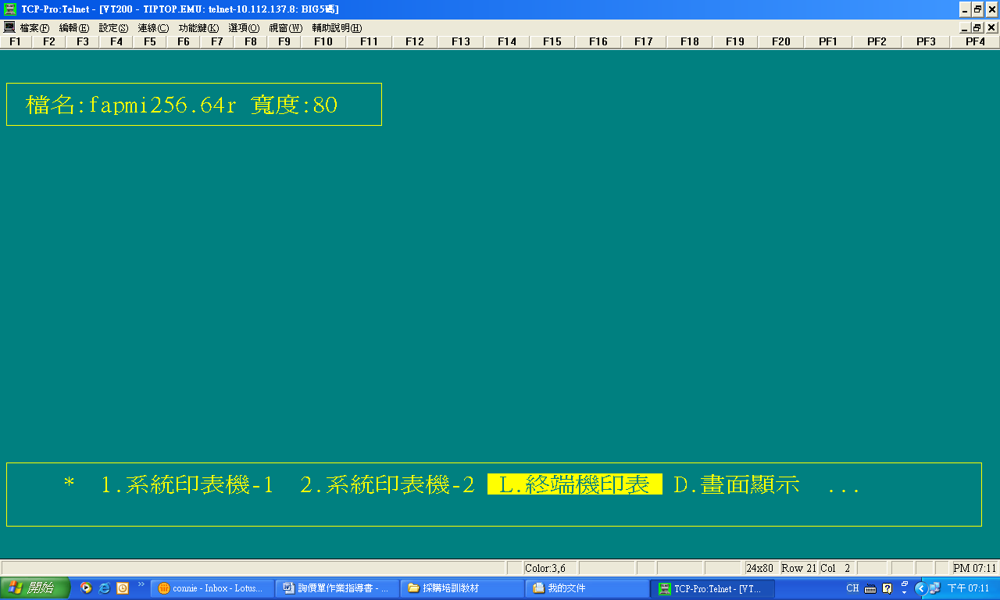 TCP-Pro:Telnet - [VT200 - TIPTOP.EMU: telnet-10.112.137.8: BIG5碼]
檔案(F) 編輯(E) 設定(S) 連線(C) 功能鍵(K) 選項(O) 視窗(W) 輔助說明(H)
F1 F2 F3 F4 F5 F6 F7 F8 F9 F10 F11 F12 F13 F14 F15 F16 F17 F18 F19 F20 PF1 PF2 PF3 PF4
檔名:fapmi256.64r 寬度:80
* 1.系統印表機-1 2.系統印表機-2 L.終端機印表 D.畫面顯示 ...
Color:3,6 24x80 Row 21 Col 2 PM 07:11
開始 » connie - Inbox - Lotus... 詢價單作業指導書 - ... 採購培訓教材 我的文件 TCP-Pro:Telnet - [VT... CH 下午 07:11